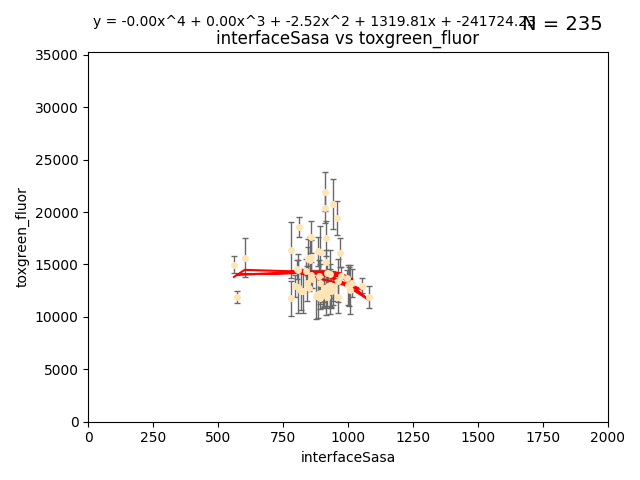 y = -0.00x^4 + 0.00x^3 + -2.52x^2 + 1319.81x + -241724.23
N = 235
interfaceSasa vs toxgreen_fluor
35000
30000
25000
20000
15000
10000
5000
0
toxgreen_fluor
0 250 500 750 1000 1250 1500 1750 2000
interfaceSasa